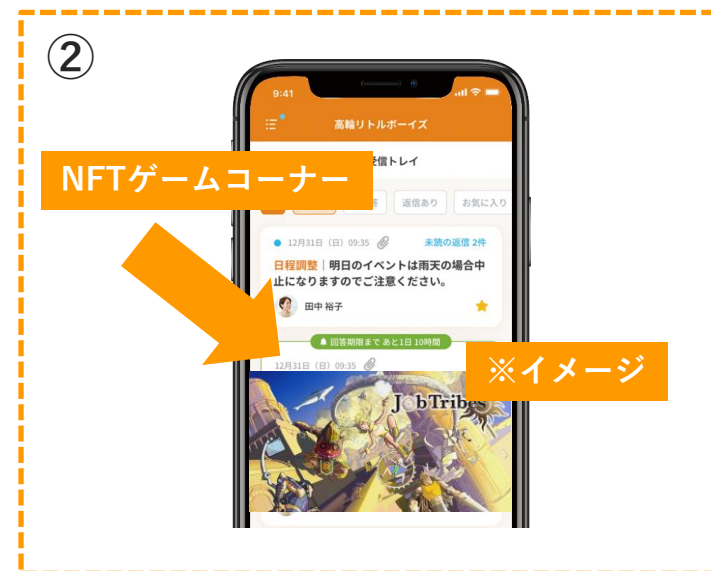 ②
9:41
高輪リトルボーイズ
受信トレイ
NFTゲームコーナー
返信あり
お気に入り
12月31日（日）09:35
未読の返信 2件
日程調整｜明日のイベントは雨天の場合中
止になりますのでご注意ください。
田中 裕子
回答期限まで あと1日 10時間
12月31日（日）09:35
※イメージ
JobTribes